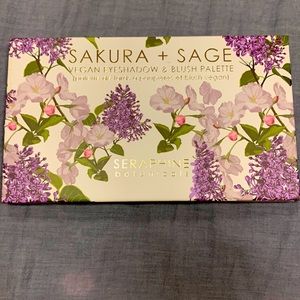 SAKURA + SAGE
VEGAN EYESHADOW & BLUSH PALETTE
SERAPHINE
botanicals